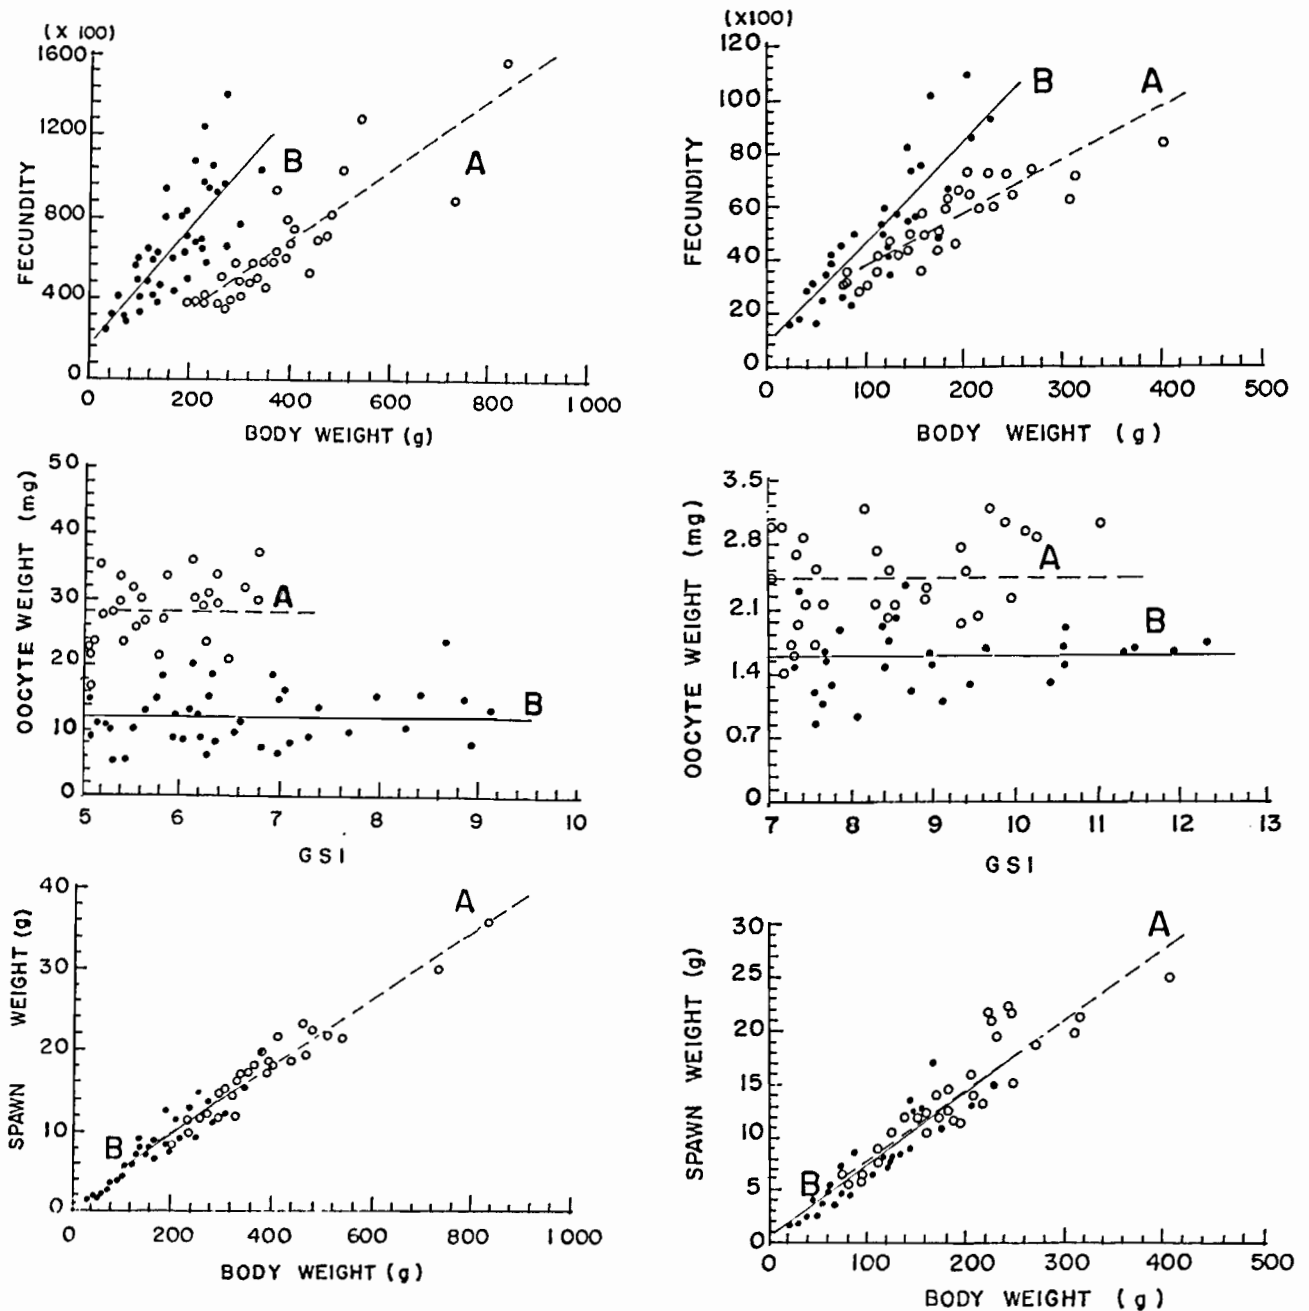 (X 100)
1600
1200
800
400
0
FECUNDITY
B
A
0 200 400 600 800 1000
BODY WEIGHT (g)
(X100)
120
100
80
60
40
20
0
FECUNDITY
B
A
0 100 200 300 400 500
BODY WEIGHT (g)
50
40
30
20
10
0
OOCYTE WEIGHT (mg)
A
B
5 6 7 8 9 10
GSI
3.5
2.8
2.1
1.4
0.7
0
OOCYTE WEIGHT (mg)
A
B
7 8 9 10 11 12 13
GSI
40
30
20
10
0
SPAWN WEIGHT (g)
A
B
0 200 400 600 800 1000
BODY WEIGHT (g)
30
25
20
15
10
5
0
SPAWN WEIGHT (g)
A
B
0 100 200 300 400 500
BODY WEIGHT (g)